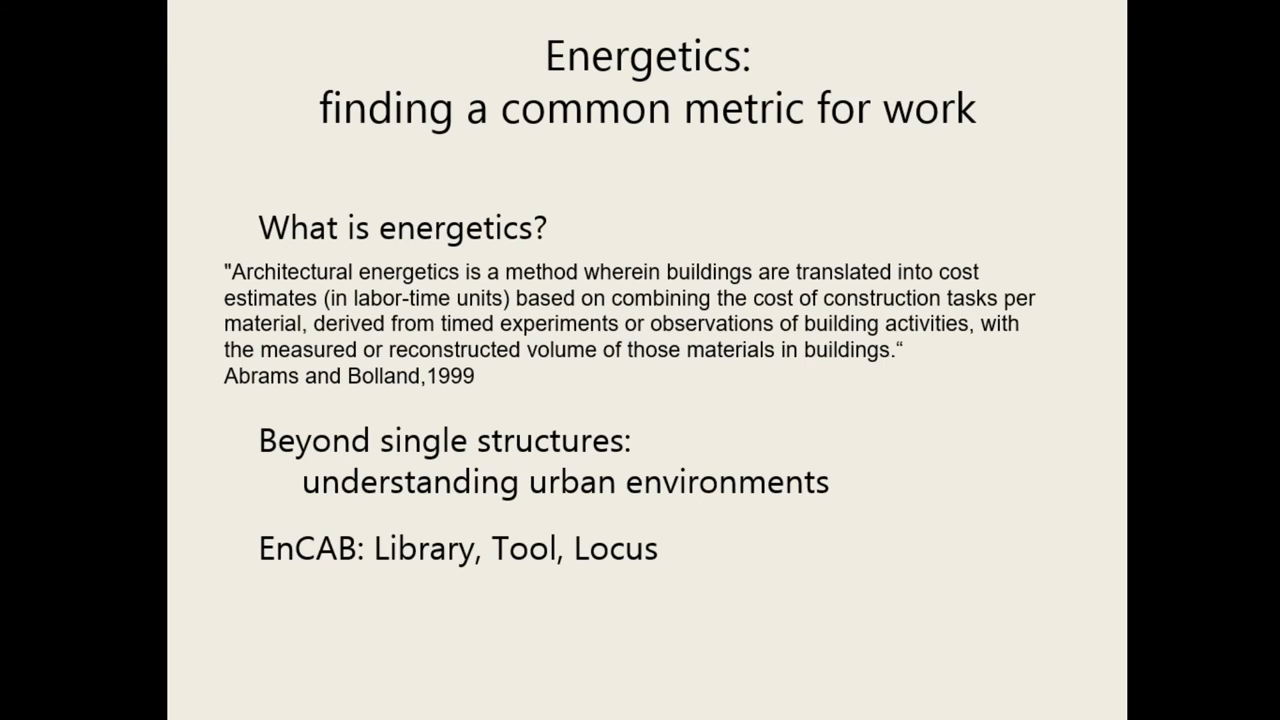 Energetics:
finding a common metric for work
What is energetics?
"Architectural energetics is a method wherein buildings are translated into cost
estimates (in labor-time units) based on combining the cost of construction tasks per
material, derived from timed experiments or observations of building activities, with
the measured or reconstructed volume of those materials in buildings.“
Abrams and Bolland,1999
Beyond single structures:
understanding urban environments
EnCAB: Library, Tool, Locus